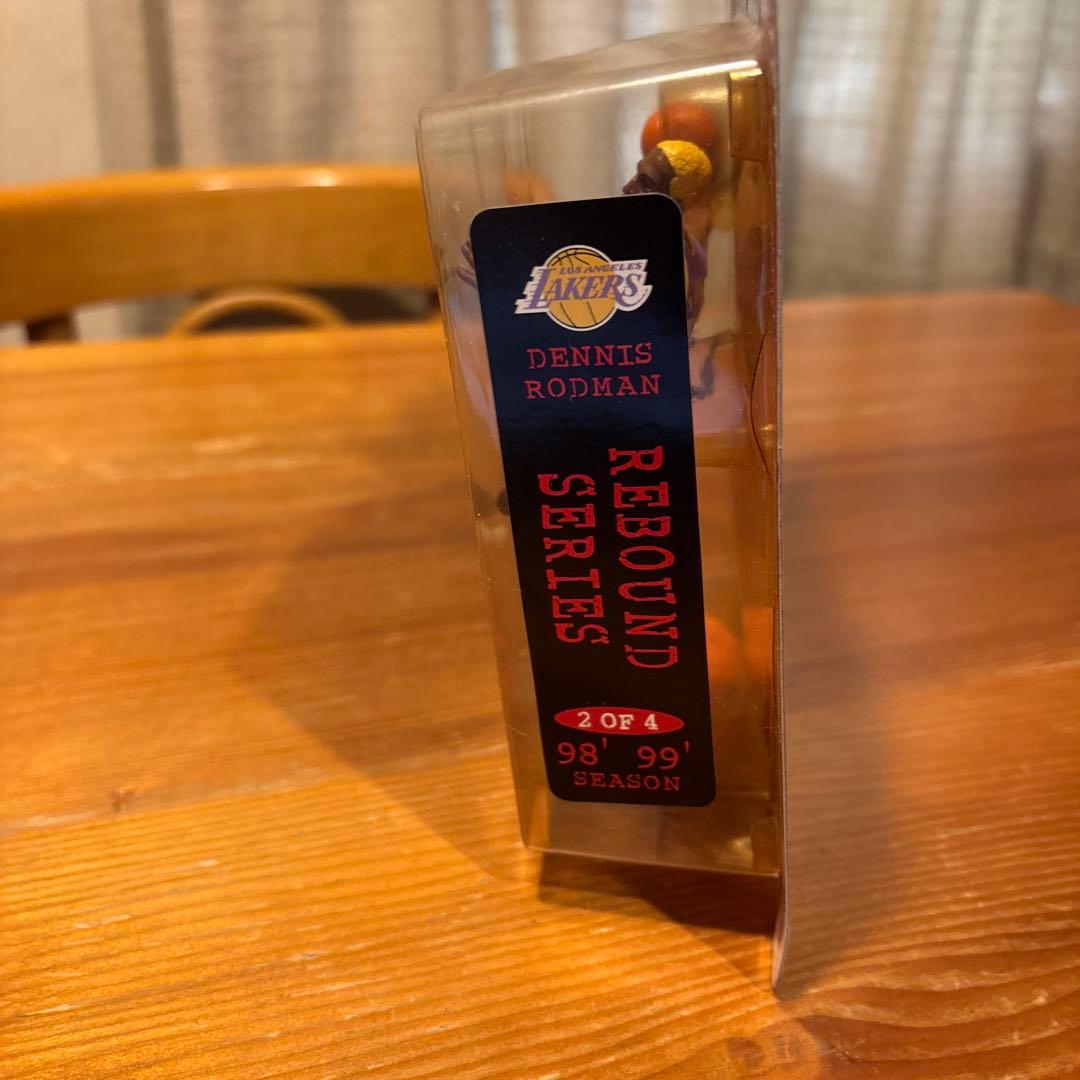 LOS ANGELES
LAKERS
DENNIS
RODMAN
REBOUND
SERIES
2 OF 4
98' 99'
SEASON